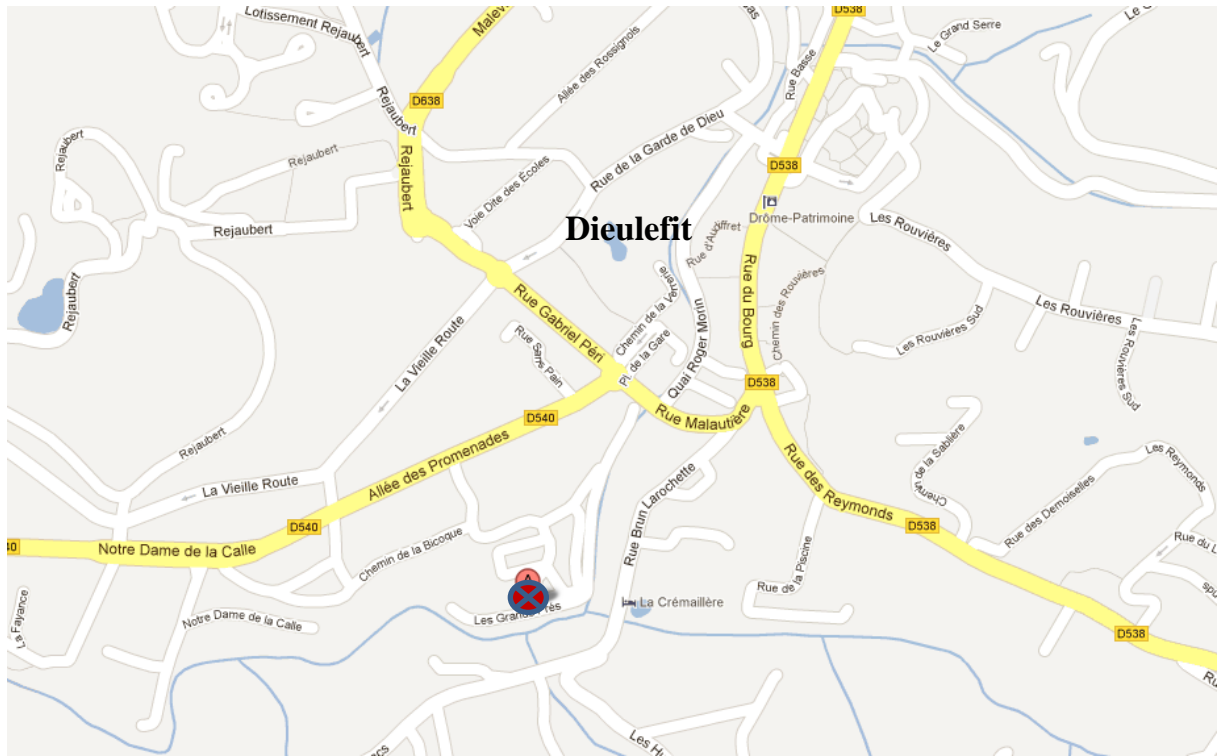 D538
Lotissement Rejaubert
Le Grand Serre
Rue Basse
Allée des Rossignols
D638
Rejaubert
Rue de la Garde de Dieu
Rejaubert
Rejaubert
Rejaubert
D538
Voie Dite des Écoles
Drôme-Patrimoine
Les Rouvières
Dieulefit
Rejaubert
Rue du Bourg
Chemin des Rouvières
Rejaubert
Chemin de la Verrerie
Rue Gabriel Péri
Quai Roger Morin
Les Rouvières
Rue Sans Pain
Pl. de la Gare
Les Rouvières Sud
Les Rouvières Sud
La Vieille Route
D538
D540
Rue Malautière
Rejaubert
Allée des Promenades
Chemin de la Sablière
Les Reymonds
La Vieille Route
Rue des Reymonds
Rue des Demoiselles
Rue Brun Larochette
D540
D538
Notre Dame de la Calle
Chemin de la Bicoque
Rue de la Piscine
A
La Crémaillère
La Fayance
Notre Dame de la Calle
Les Grands Près
D538